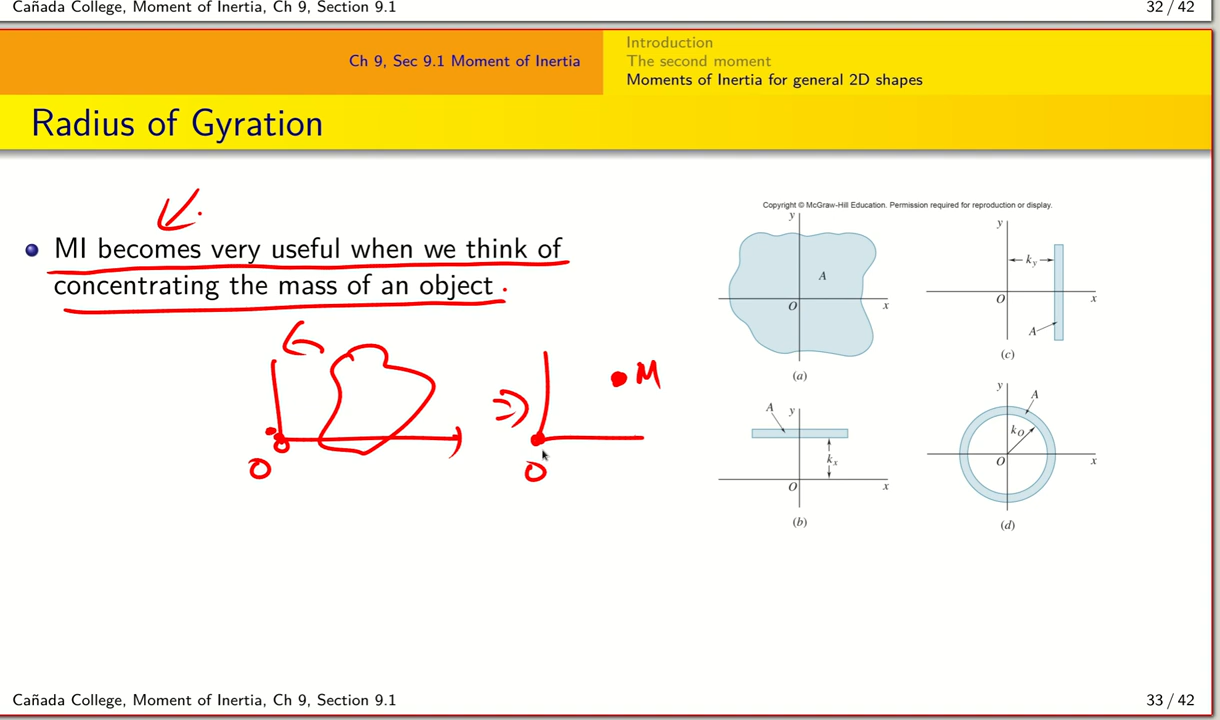 Cañada College, Moment of Inertia, Ch 9, Section 9.1 32 / 42
Ch 9, Sec 9.1 Moment of Inertia
Introduction
The second moment
Moments of Inertia for general 2D shapes
Radius of Gyration
MI becomes very useful when we think of
concentrating the mass of an object
O
O
M
Copyright © McGraw-Hill Education. Permission required for reproduction or display.
y
A
O
x
(a)
y
ky
O
x
A
(c)
A
y
kx
O
x
(b)
y
A
kO
O
x
(d)
Cañada College, Moment of Inertia, Ch 9, Section 9.1 33 / 42